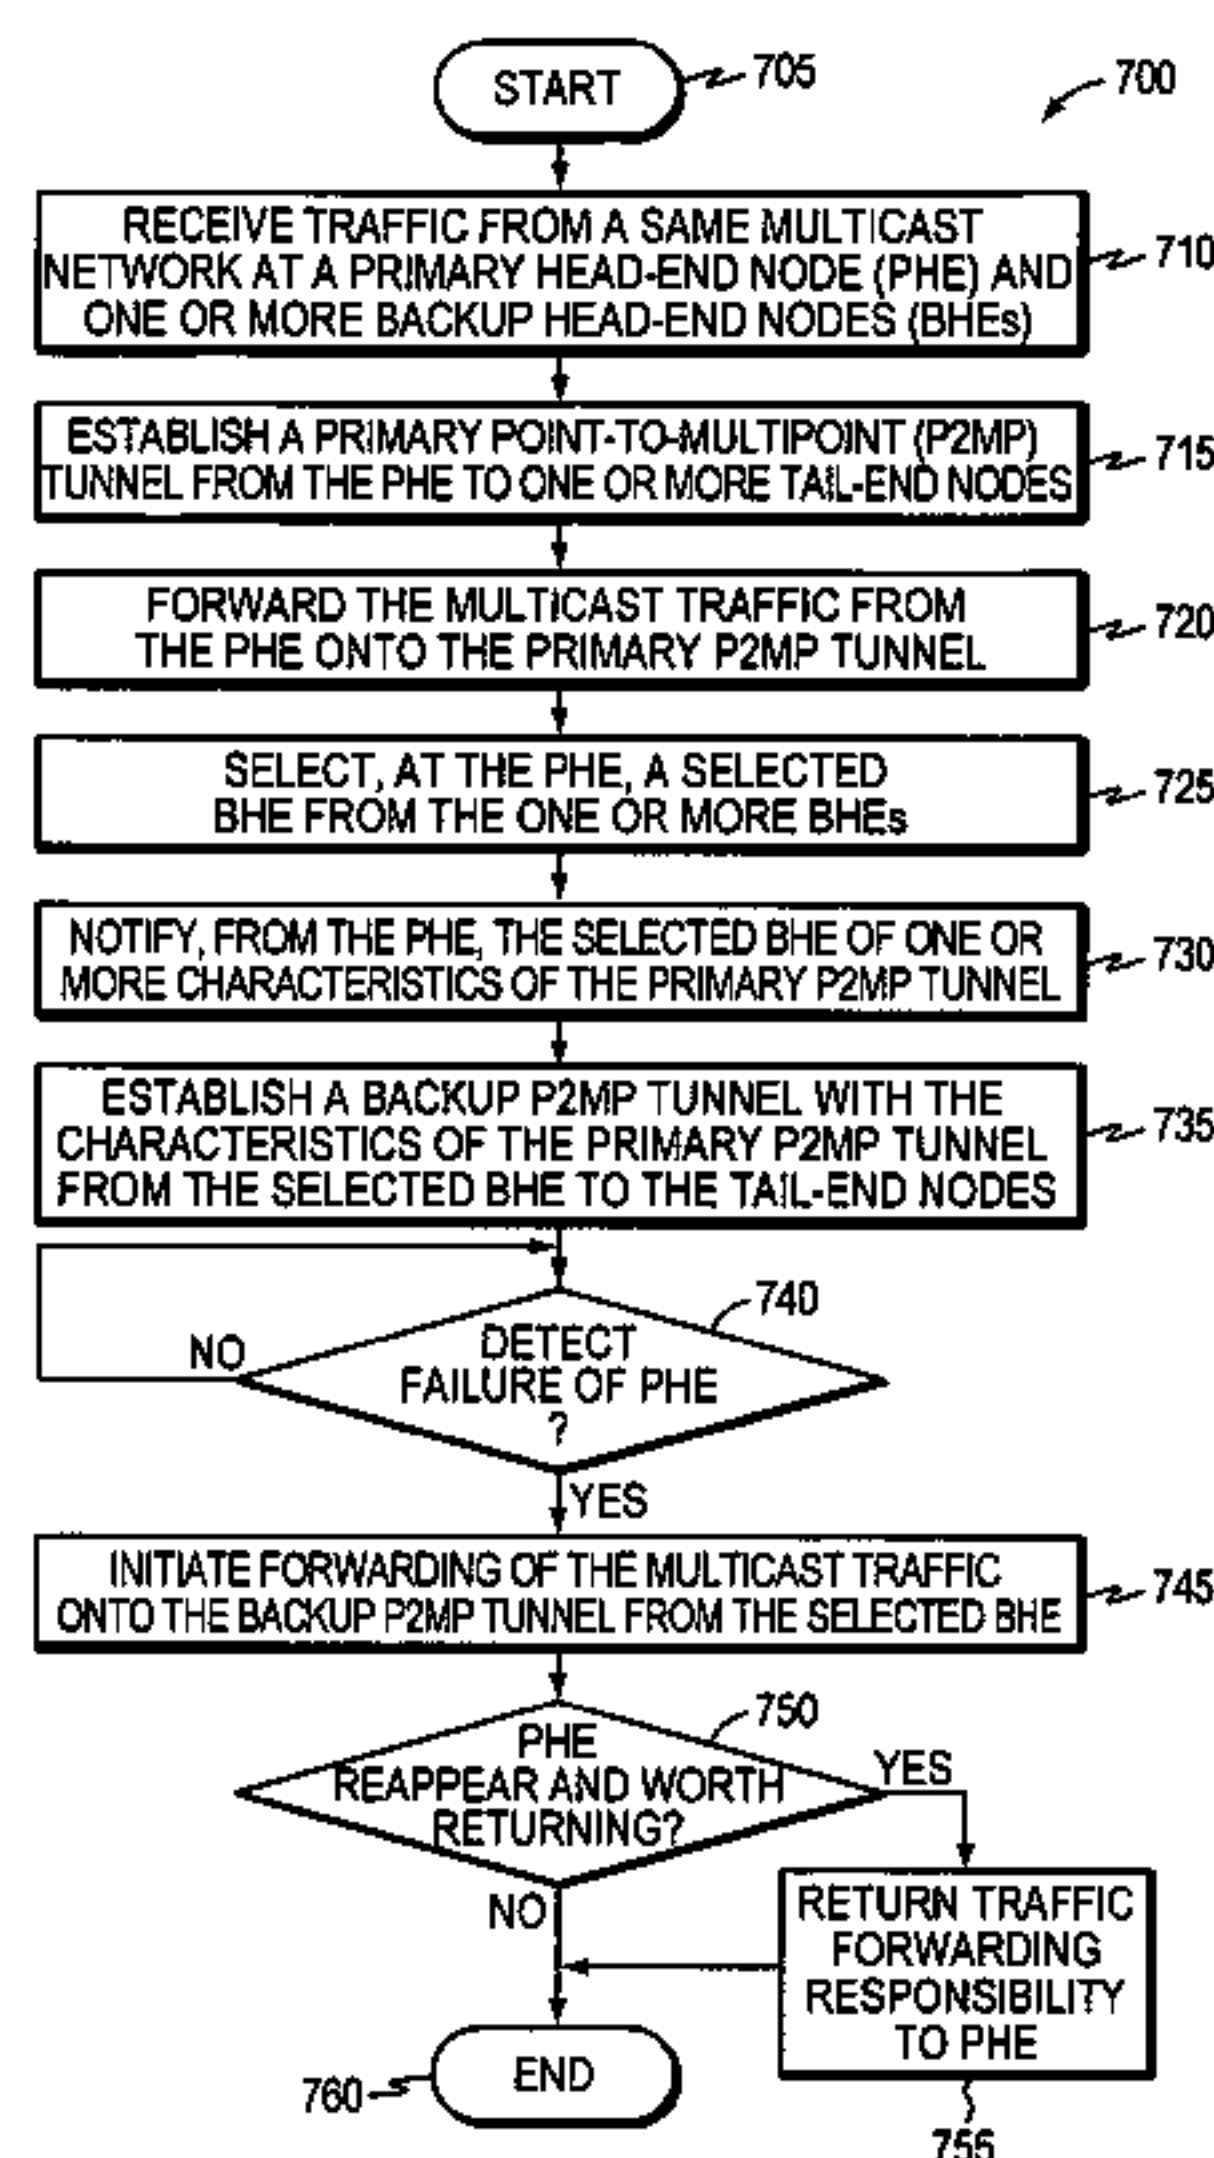 START
705
700
RECEIVE TRAFFIC FROM A SAME MULTICAST
NETWORK AT A PRIMARY HEAD-END NODE (PHE) AND
ONE OR MORE BACKUP HEAD-END NODES (BHEs)
710
ESTABLISH A PRIMARY POINT-TO-MULTIPOINT (P2MP)
TUNNEL FROM THE PHE TO ONE OR MORE TAIL-END NODES
715
FORWARD THE MULTICAST TRAFFIC FROM
THE PHE ONTO THE PRIMARY P2MP TUNNEL
720
SELECT, AT THE PHE, A SELECTED
BHE FROM THE ONE OR MORE BHEs
725
NOTIFY, FROM THE PHE, THE SELECTED BHE OF ONE OR
MORE CHARACTERISTICS OF THE PRIMARY P2MP TUNNEL
730
ESTABLISH A BACKUP P2MP TUNNEL WITH THE
CHARACTERISTICS OF THE PRIMARY P2MP TUNNEL
FROM THE SELECTED BHE TO THE TAIL-END NODES
735
740
DETECT
FAILURE OF PHE
?
NO
YES
INITIATE FORWARDING OF THE MULTICAST TRAFFIC
ONTO THE BACKUP P2MP TUNNEL FROM THE SELECTED BHE
745
750
PHE
REAPPEAR AND WORTH
RETURNING?
YES
NO
RETURN TRAFFIC
FORWARDING
RESPONSIBILITY
TO PHE
755
END
760